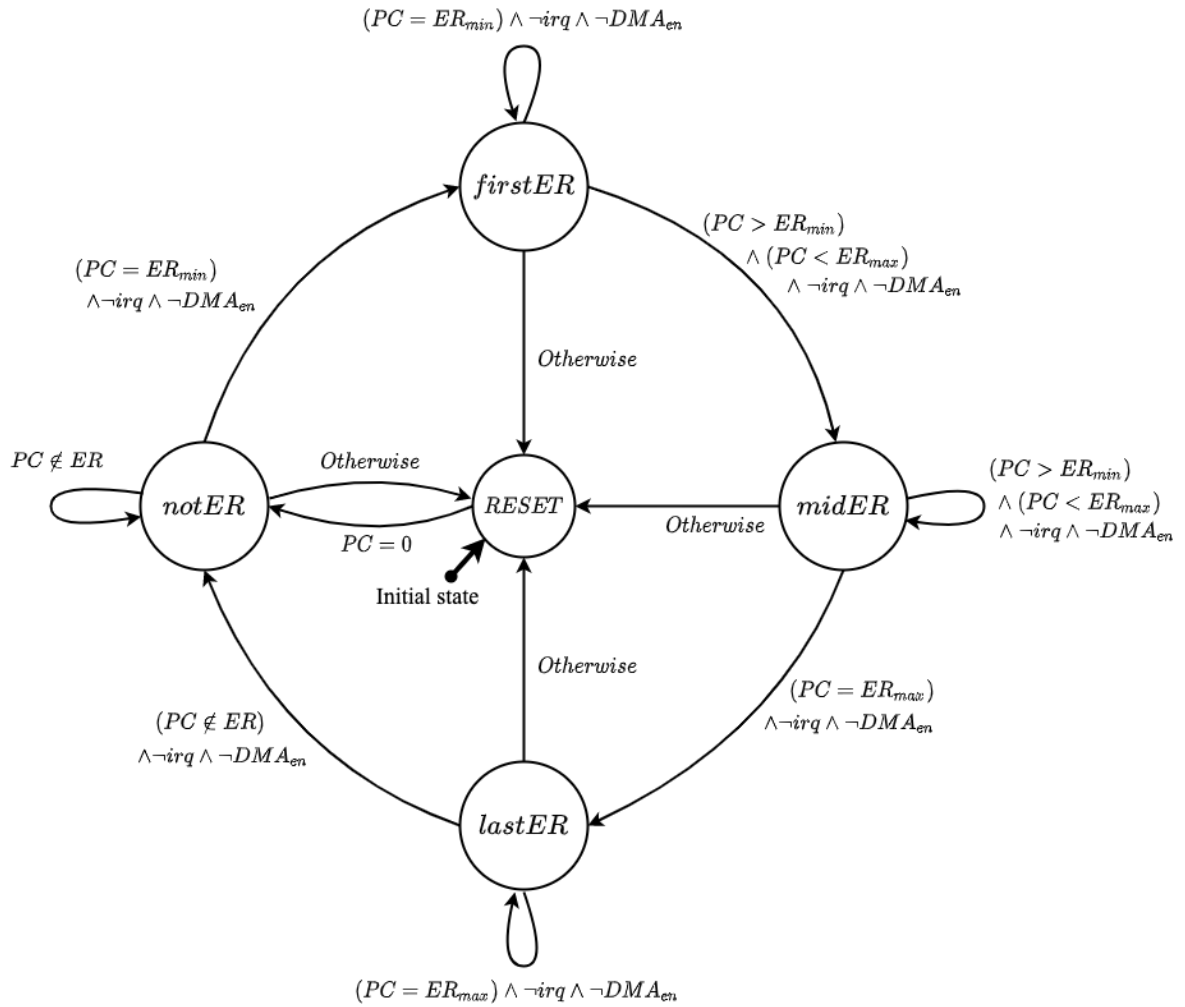 (PC = ER_min) ∧ ¬irq ∧ ¬DMA_en
firstER
(PC > ER_min)
∧ (PC < ER_max)
∧ ¬irq ∧ ¬DMA_en
(PC = ER_min)
∧¬irq ∧ ¬DMA_en
Otherwise
PC ∉ ER
notER
Otherwise
PC = 0
RESET
Initial state
Otherwise
midER
(PC > ER_min)
∧ (PC < ER_max)
∧ ¬irq ∧ ¬DMA_en
Otherwise
(PC = ER_max)
∧¬irq ∧ ¬DMA_en
(PC ∉ ER)
∧¬irq ∧ ¬DMA_en
lastER
(PC = ER_max) ∧ ¬irq ∧ ¬DMA_en